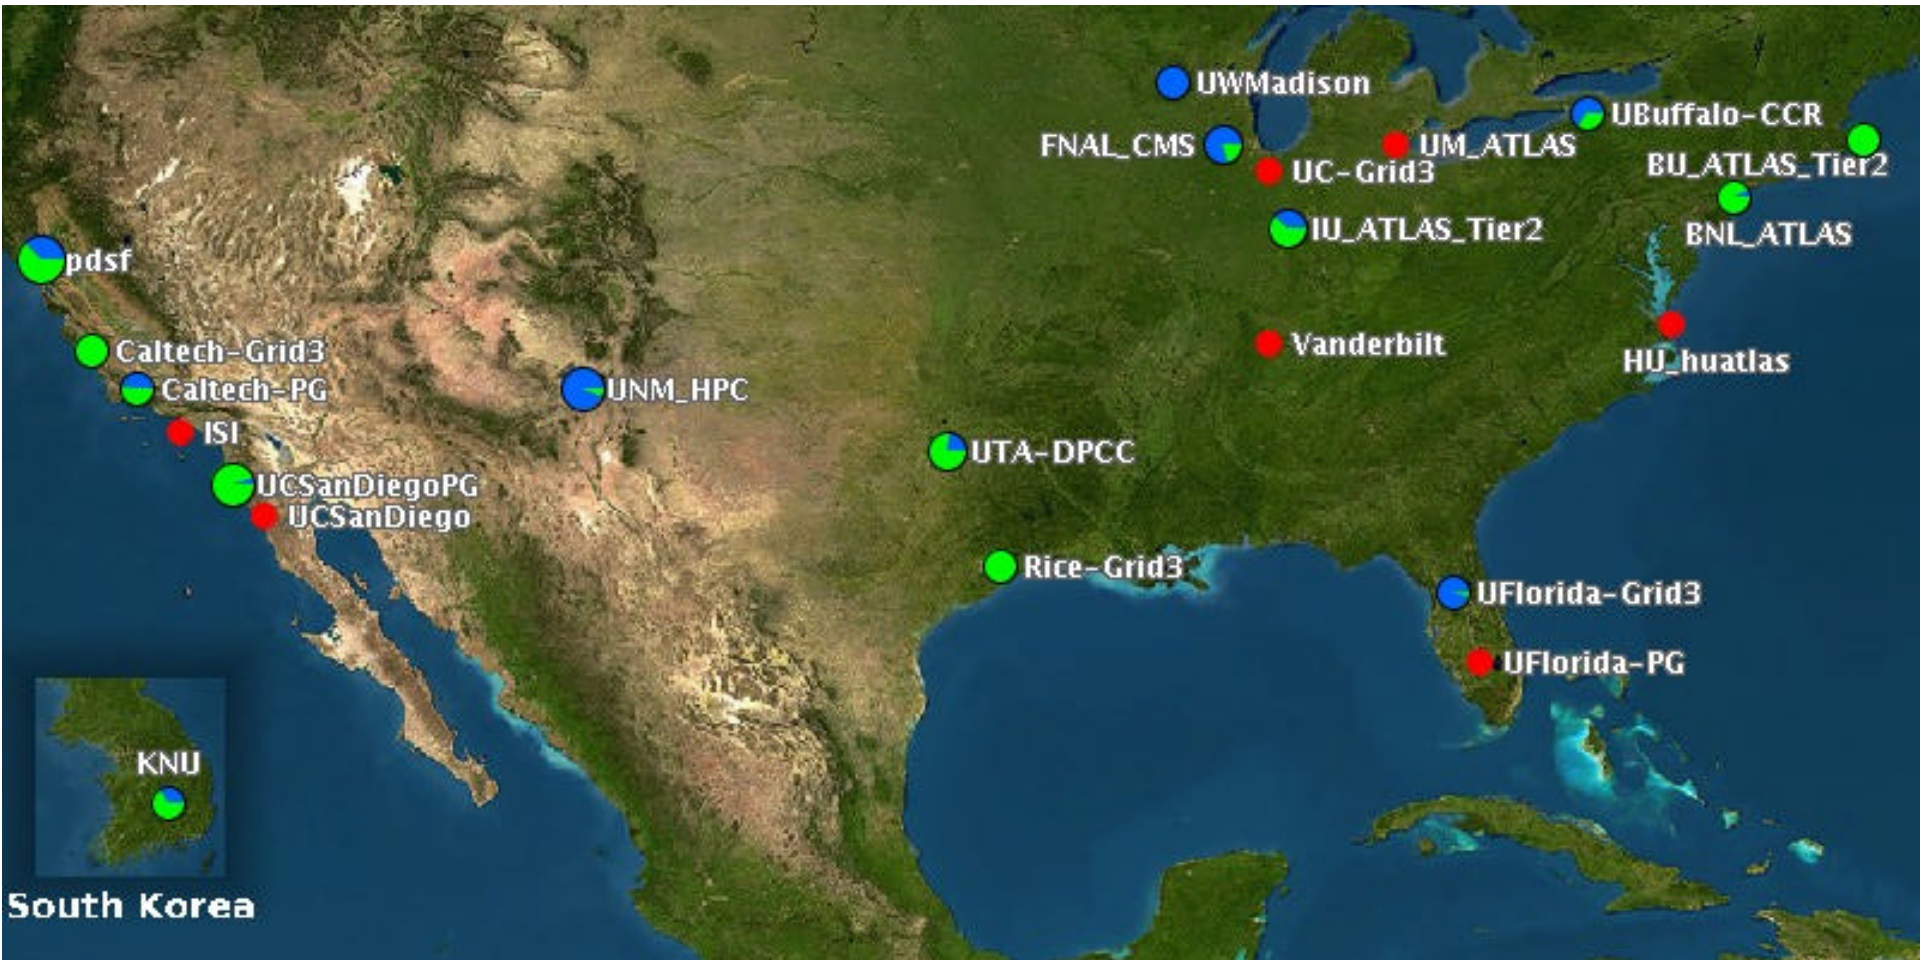 UWMadison
UBuffalo-CCR
FNAL_CMS
UM_ATLAS
UC-Grid3
BU_ATLAS_Tier2
IU_ATLAS_Tier2
BNL_ATLAS
pdsf
Vanderbilt
Caltech-Grid3
HU_huatlas
Caltech-PG
UNM_HPC
ISI
UTA-DPCC
UCSanDiegoPG
UCSanDiego
Rice-Grid3
UFlorida-Grid3
UFlorida-PG
KNU
South Korea